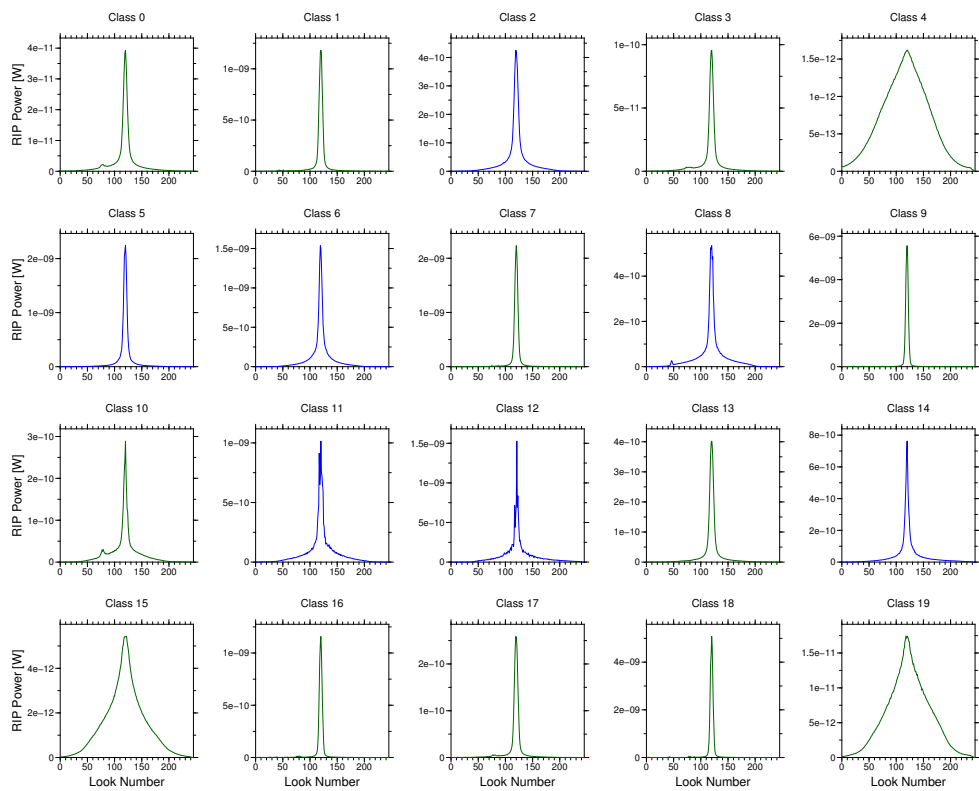 Class 0
RIP Power [W]
4e−11
3e−11
2e−11
1e−11
0
0 50 100 150 200
Class 1
1e−09
5e−10
0
0 50 100 150 200
Class 2
4e−10
3e−10
2e−10
1e−10
0
0 50 100 150 200
Class 3
1e−10
5e−11
0
0 50 100 150 200
Class 4
1.5e−12
1e−12
5e−13
0
0 50 100 150 200
Class 5
RIP Power [W]
2e−09
1e−09
0
0 50 100 150 200
Class 6
1.5e−09
1e−09
5e−10
0
0 50 100 150 200
Class 7
2e−09
1e−09
0
0 50 100 150 200
Class 8
4e−10
2e−10
0
0 50 100 150 200
Class 9
6e−09
4e−09
2e−09
0
0 50 100 150 200
Class 10
RIP Power [W]
3e−10
2e−10
1e−10
0
0 50 100 150 200
Class 11
1e−09
5e−10
0
0 50 100 150 200
Class 12
1.5e−09
1e−09
5e−10
0
0 50 100 150 200
Class 13
4e−10
3e−10
2e−10
1e−10
0
0 50 100 150 200
Class 14
8e−10
6e−10
4e−10
2e−10
0
0 50 100 150 200
Class 15
RIP Power [W]
4e−12
2e−12
0
0 50 100 150 200
Look Number
Class 16
1e−09
5e−10
0
0 50 100 150 200
Look Number
Class 17
2e−10
1e−10
0
0 50 100 150 200
Look Number
Class 18
4e−09
2e−09
0
0 50 100 150 200
Look Number
Class 19
1.5e−11
1e−11
5e−12
0
0 50 100 150 200
Look Number